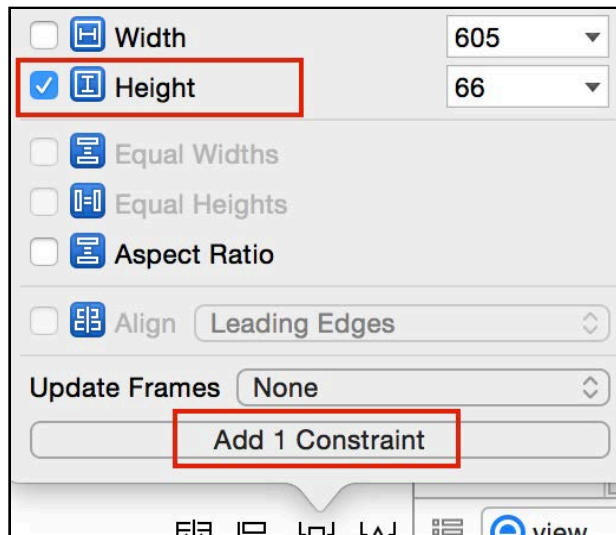 Width 605
Height 66
Equal Widths
Equal Heights
Aspect Ratio
Align Leading Edges
Update Frames None
Add 1 Constraint
view